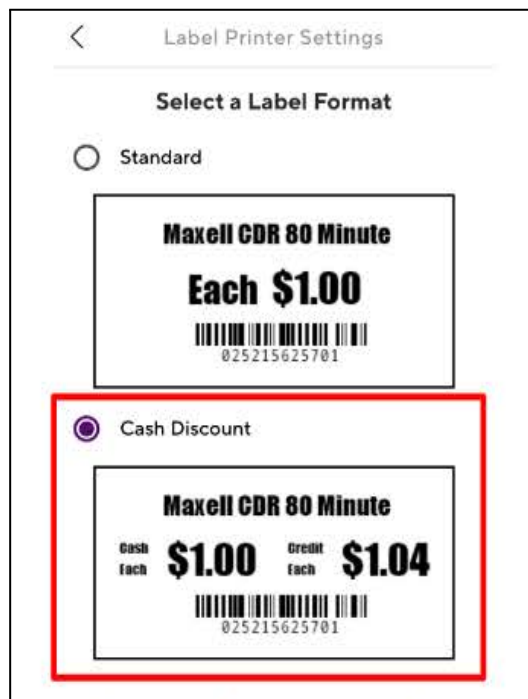 Label Printer Settings
Select a Label Format
Standard
Maxell CDR 80 Minute
Each $1.00
025215625701
Cash Discount
Maxell CDR 80 Minute
Cash Each $1.00 Credit Each $1.04
025215625701